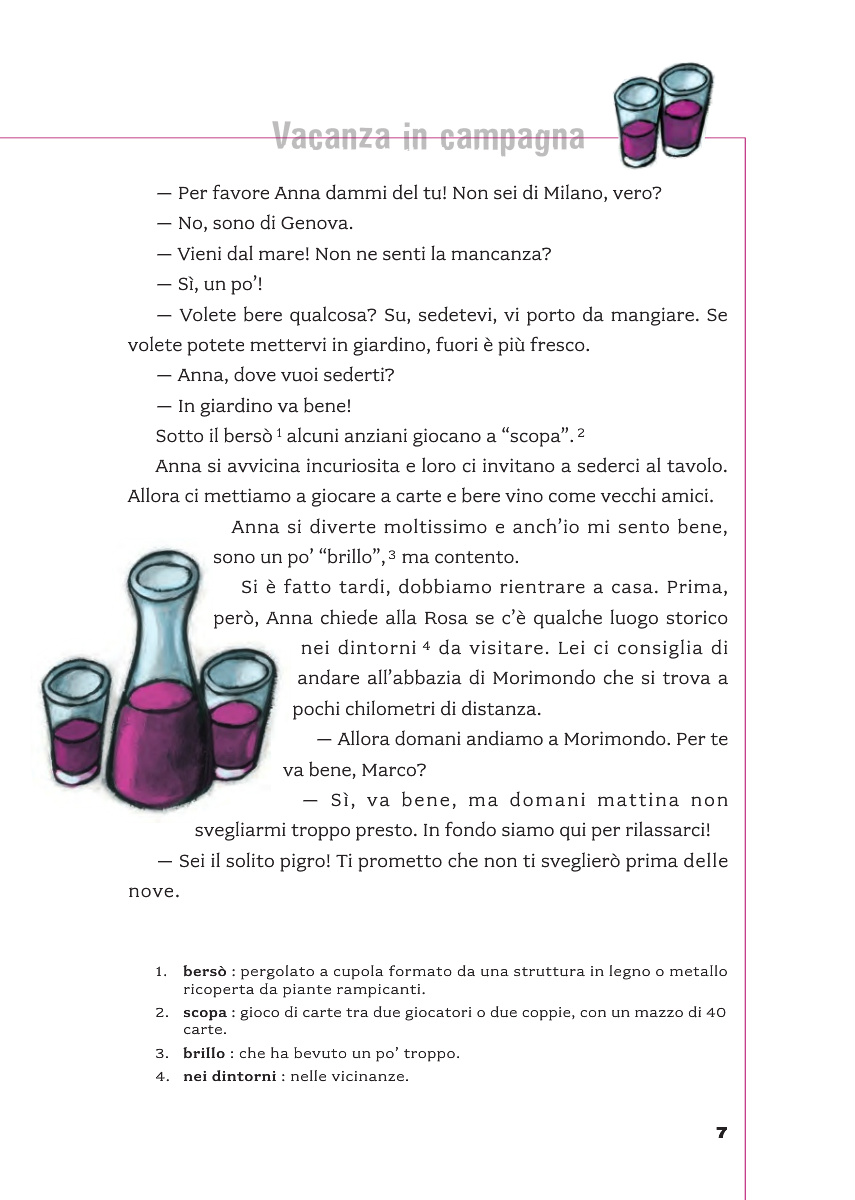 Vacanza in campagna
— Per favore Anna dammi del tu! Non sei di Milano, vero?
— No, sono di Genova.
— Vieni dal mare! Non ne senti la mancanza?
— Sì, un po’!
— Volete bere qualcosa? Su, sedetevi, vi porto da mangiare. Se
volete potete mettervi in giardino, fuori è più fresco.
— Anna, dove vuoi sederti?
— In giardino va bene!
Sotto il bersò 1 alcuni anziani giocano a “scopa”. 2
Anna si avvicina incuriosita e loro ci invitano a sederci al tavolo.
Allora ci mettiamo a giocare a carte e bere vino come vecchi amici.
Anna si diverte moltissimo e anch’io mi sento bene,
sono un po’ “brillo”, 3 ma contento.
Si è fatto tardi, dobbiamo rientrare a casa. Prima,
però, Anna chiede alla Rosa se c’è qualche luogo storico
nei dintorni 4 da visitare. Lei ci consiglia di
andare all’abbazia di Morimondo che si trova a
pochi chilometri di distanza.
— Allora domani andiamo a Morimondo. Per te
va bene, Marco?
— Sì, va bene, ma domani mattina non
svegliarmi troppo presto. In fondo siamo qui per rilassarci!
— Sei il solito pigro! Ti prometto che non ti sveglierò prima delle
nove.
1. bersò : pergolato a cupola formato da una struttura in legno o metallo
ricoperta da piante rampicanti.
2. scopa : gioco di carte tra due giocatori o due coppie, con un mazzo di 40
carte.
3. brillo : che ha bevuto un po’ troppo.
4. nei dintorni : nelle vicinanze.
7